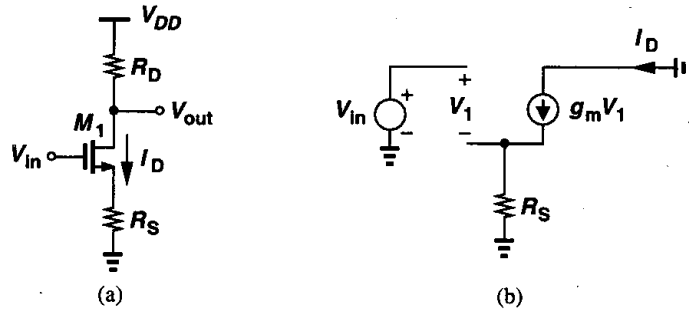 V_DD
R_D
V_out
M_1
V_in
I_D
R_S
(a)
I_D
V_in
+
−
+
V_1
−
g_mV_1
R_S
(b)